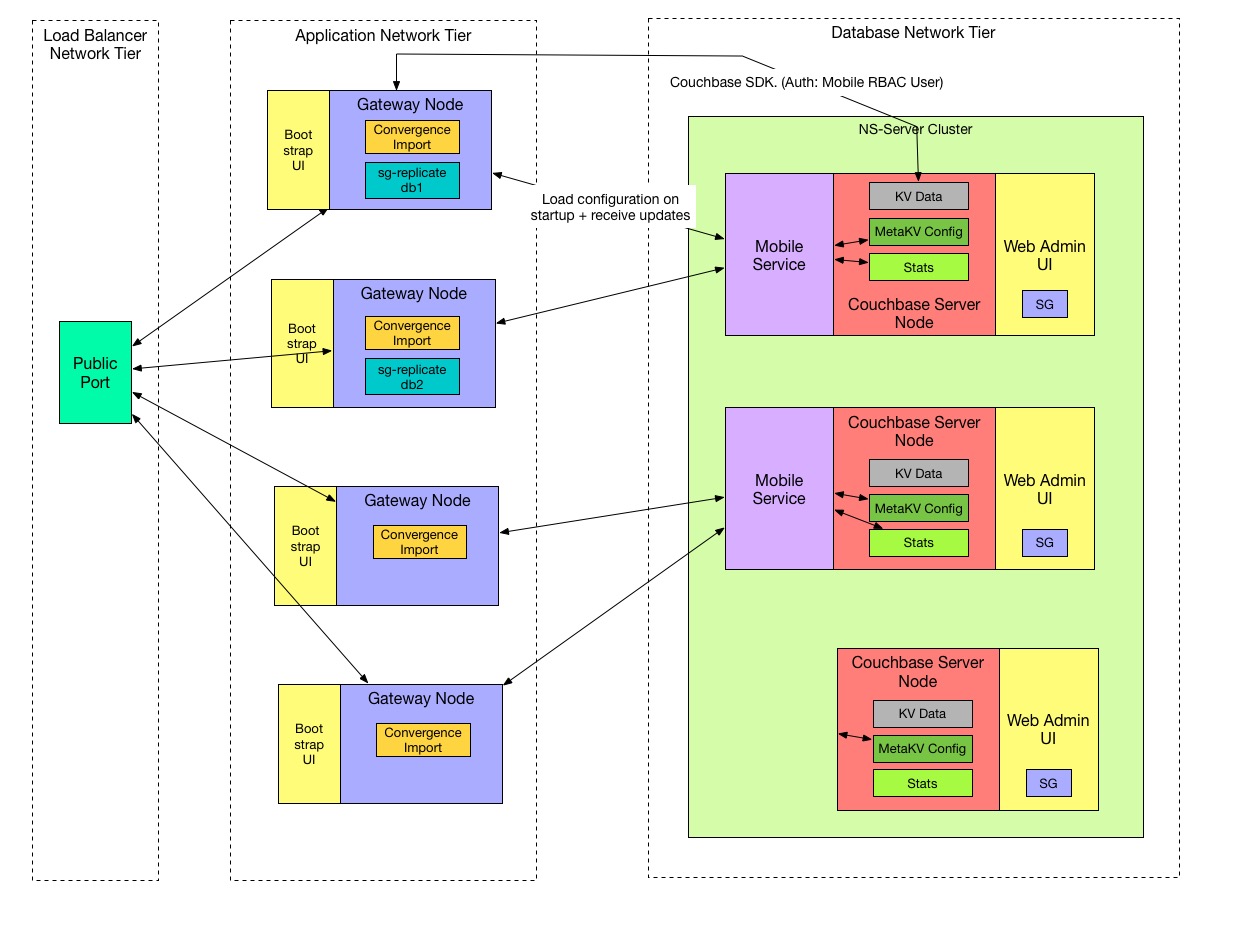 Load Balancer
Network Tier
Application Network Tier
Database Network Tier
Couchbase SDK. (Auth: Mobile RBAC User)
NS-Server Cluster
Public
Port
Boot
strap
UI
Gateway Node
Convergence
Import
sg-replicate
db1
Load configuration on
startup + receive updates
Boot
strap
UI
Gateway Node
Convergence
Import
sg-replicate
db2
Boot
strap
UI
Gateway Node
Convergence
Import
Boot
strap
UI
Gateway Node
Convergence
Import
Mobile
Service
KV Data
MetaKV Config
Stats
Couchbase Server
Node
Web Admin
UI
SG
Mobile
Service
Couchbase Server
Node
KV Data
MetaKV Config
Stats
Web Admin
UI
SG
Couchbase Server
Node
KV Data
MetaKV Config
Stats
Web Admin
UI
SG